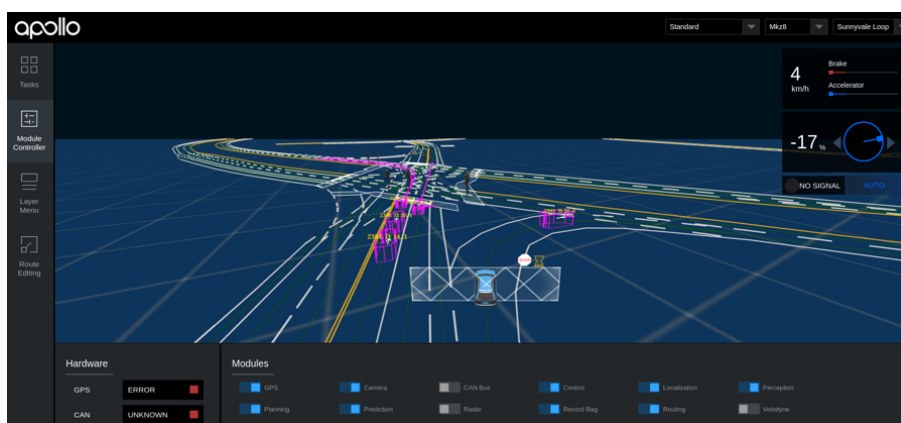 apollo
Standard
Mkz8
Sunnyvale Loop
Tasks
Module
Controller
Layer
Menu
Route
Editing
4
km/h
Brake
Accelerator
-17 %
NO SIGNAL
AUTO
STOP
Hardware
GPS ERROR
CAN UNKNOWN
Modules
GPS
Camera
CAN Bus
Control
Localization
Perception
Planning
Prediction
Radar
Record Bag
Routing
Velodyne